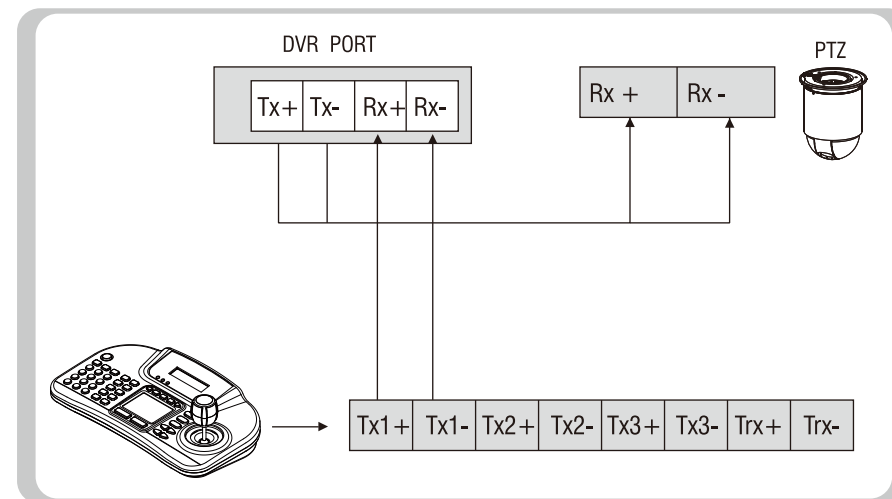 DVR PORT
PTZ
Tx+ Tx- Rx+ Rx-
Rx + Rx -
Tx1+ Tx1- Tx2+ Tx2- Tx3+ Tx3- Trx+ Trx-